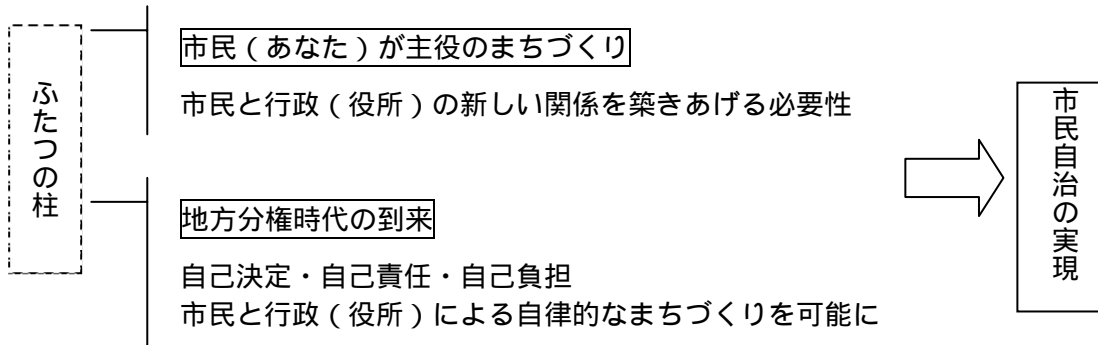 ふたつの柱
市民（あなた）が主役のまちづくり
市民と行政（役所）の新しい関係を築きあげる必要性
地方分権時代の到来
自己決定・自己責任・自己負担
市民と行政（役所）による自律的なまちづくりを可能に
市民自治の実現